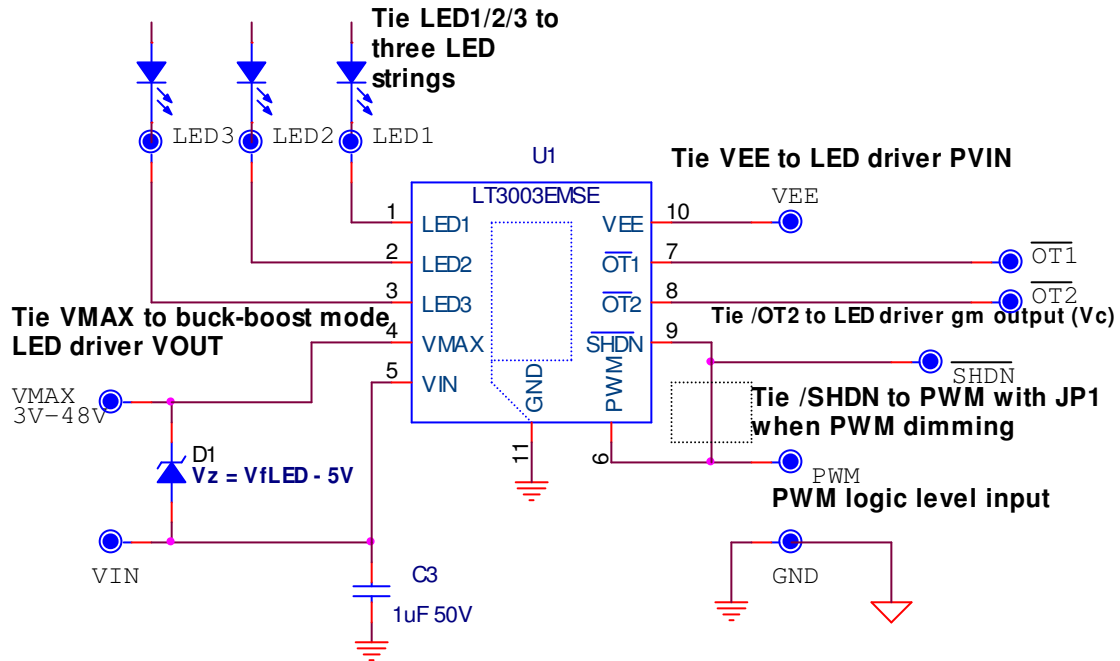 Tie LED1/2/3 to
three LED
strings
LED3
LED2
LED1
U1
LT3003EMSE
Tie VEE to LED driver PVIN
VEE
1
LED1
VEE
10
2
LED2
OT1
7
OT1
3
LED3
OT2
8
OT2
Tie VMAX to buck-boost mode
LED driver VOUT
Tie /OT2 to LED driver gm output (Vc)
4
VMAX
SHDN
9
SHDN
5
VIN
GND
PWM
11
6
VMAX
3V-48V
Tie /SHDN to PWM with JP1
when PWM dimming
D1
Vz = VfLED - 5V
PWM
PWM logic level input
VIN
GND
C3
1uF 50V